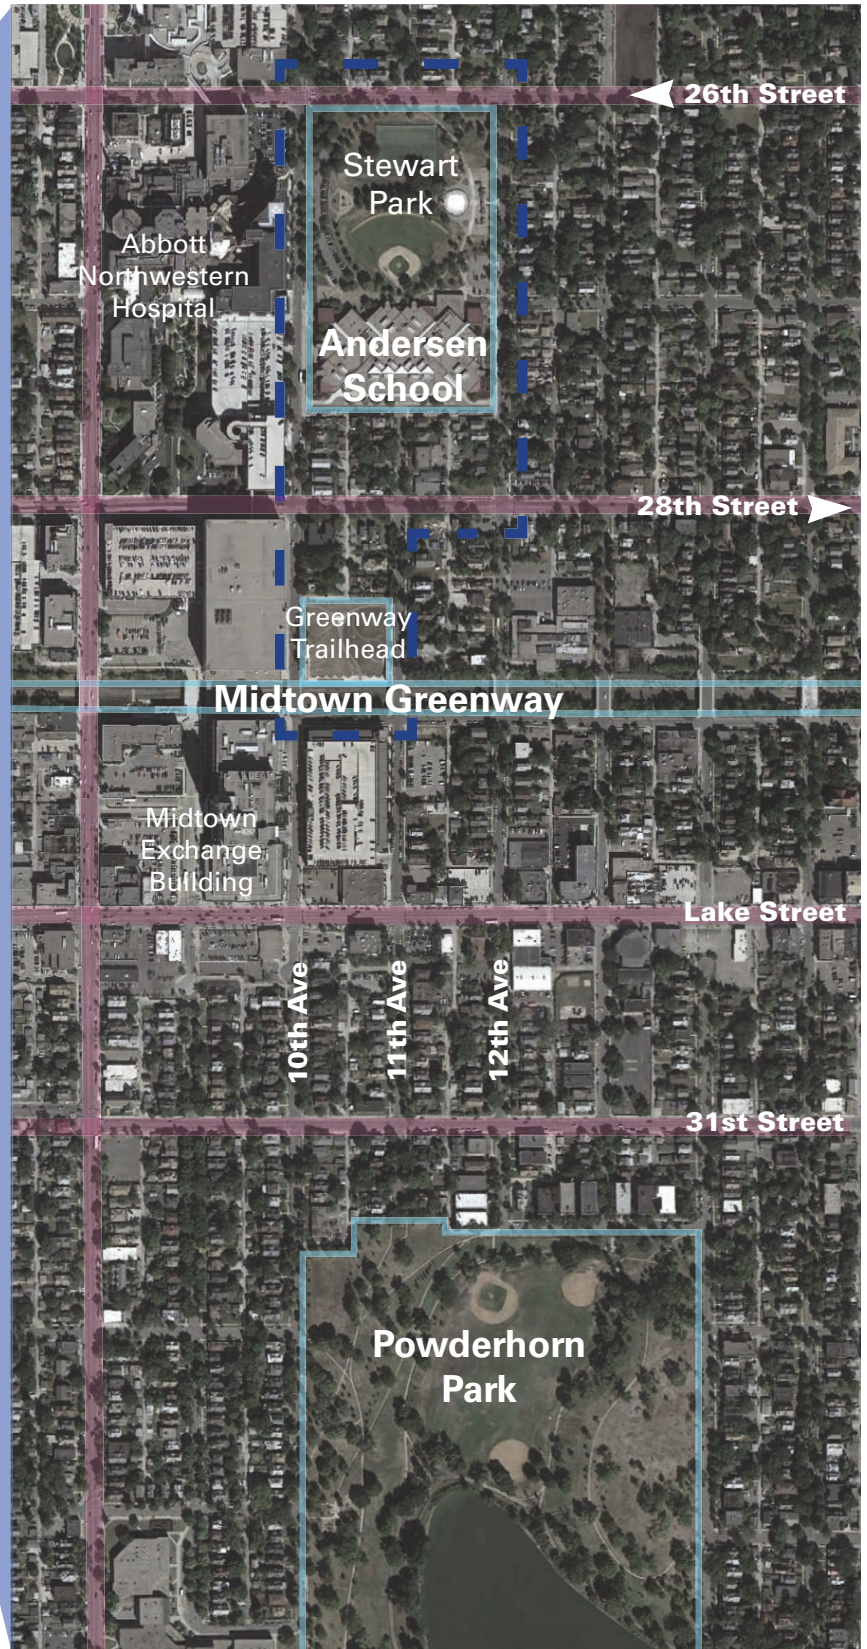 26th Street
Stewart
Park
Abbott
Northwestern
Hospital
Andersen
School
28th Street
Greenway
Trailhead
Midtown Greenway
Midtown
Exchange
Building
Lake Street
10th Ave
11th Ave
12th Ave
31st Street
Powderhorn
Park